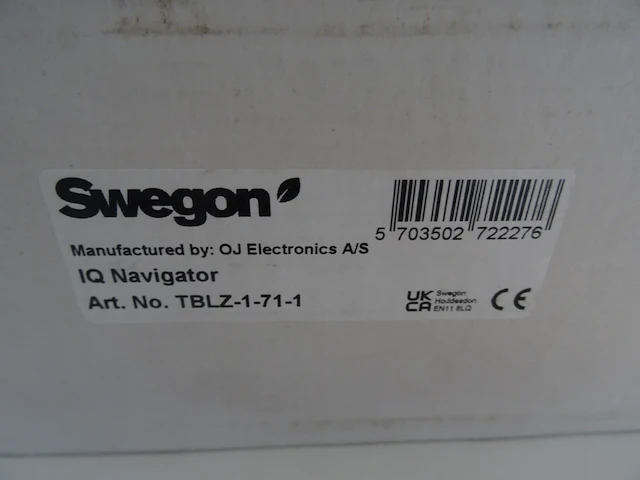 Swegon
5 703502 722276
Manufactured by: OJ Electronics A/S
IQ Navigator
Art. No. TBLZ-1-71-1
UK
CA
Swegon
Hoddesdon
EN11 6LQ
CE